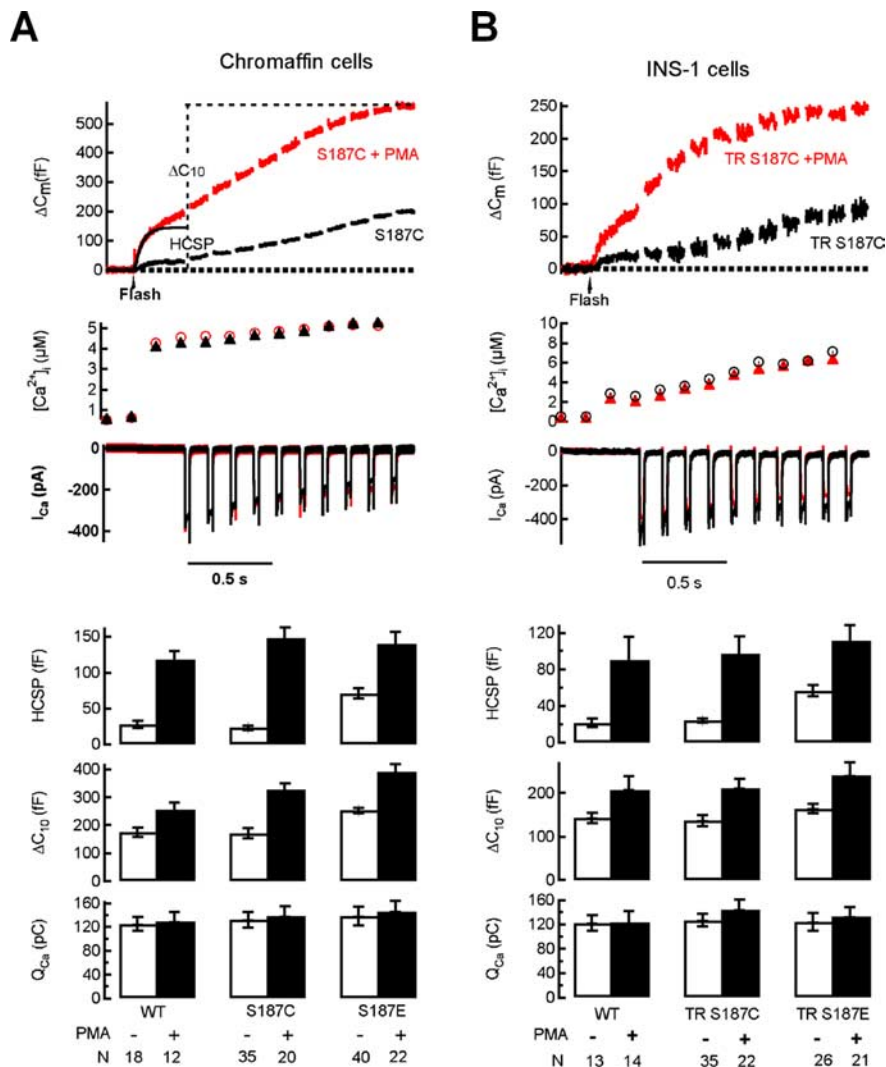 A
Chromaffin cells
ΔCm(fF)
500
400
300
200
100
0
S187C + PMA
ΔC10
HCSP
S187C
Flash
[Ca2+]i (µM)
5
4
3
2
1
ICa (pA)
0
-200
-400
0.5 s
HCSP (fF)
150
100
50
0
ΔC10 (fF)
400
300
200
100
0
QCa (pC)
160
120
80
40
0
WT S187C S187E
PMA - + - + - +
N 18 12 35 20 40 22
B
INS-1 cells
ΔCm(fF)
250
200
150
100
50
0
TR S187C +PMA
TR S187C
Flash
[Ca2+]i (µM)
10
8
6
4
2
0
ICa (pA)
0
-200
-400
0.5 s
HCSP (fF)
120
80
40
0
ΔC10 (fF)
200
100
0
QCa (pC)
160
120
80
40
0
WT TR S187C TR S187E
PMA - + - + - +
N 13 14 35 22 26 21